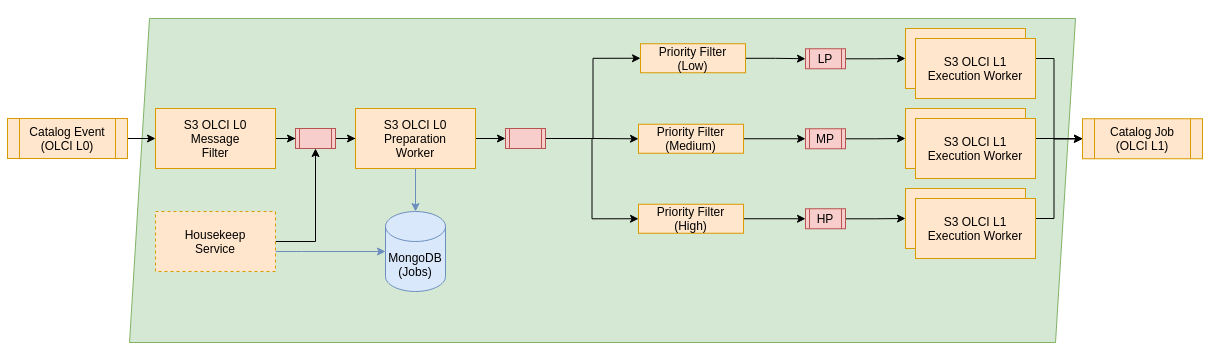 Catalog Event
(OLCI L0)
S3 OLCI L0
Message
Filter
S3 OLCI L0
Preparation
Worker
Housekeep
Service
MongoDB
(Jobs)
Priority Filter
(Low)
LP
S3 OLCI L1
Execution Worker
Priority Filter
(Medium)
MP
S3 OLCI L1
Execution Worker
Priority Filter
(High)
HP
S3 OLCI L1
Execution Worker
Catalog Job
(OLCI L1)